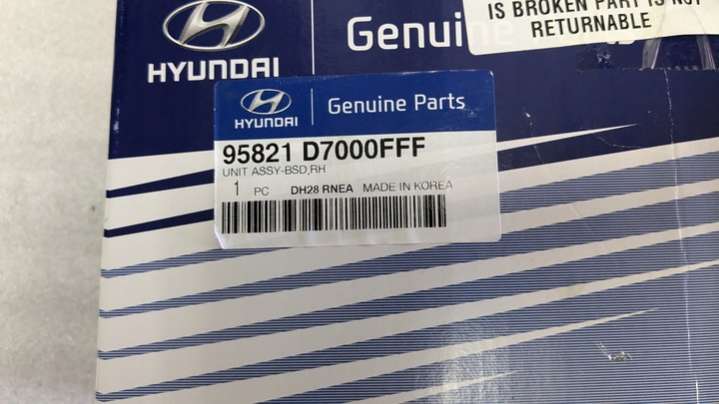 IS BROKEN PART IS NOT
RETURNABLE
HYUNDAI
Genui
HYUNDAI
Genuine Parts
95821 D7000FFF
UNIT ASSY-BSD,RH
1 PC DH28 RNEA MADE IN KOREA